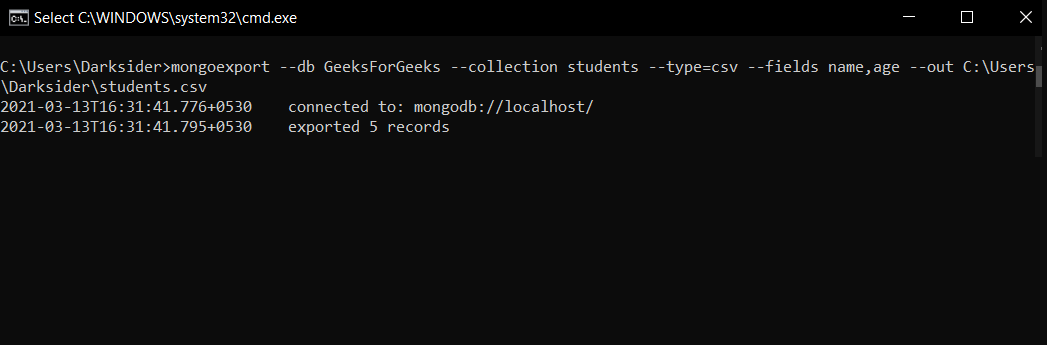 Select C:\WINDOWS\system32\cmd.exe
C:\Users\Darksider>mongoexport --db GeeksForGeeks --collection students --type=csv --fields name,age --out C:\Users
\Darksider\students.csv
2021-03-13T16:31:41.776+0530    connected to: mongodb://localhost/
2021-03-13T16:31:41.795+0530    exported 5 records